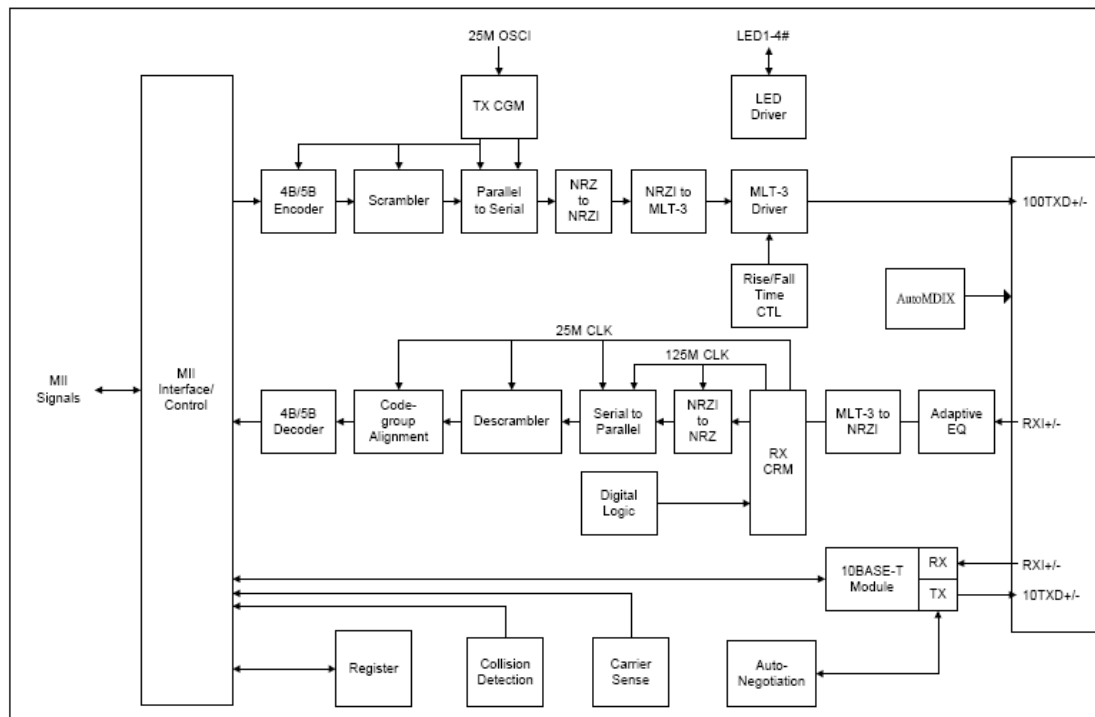 25M OSCI
LED1-4#
TX CGM
LED
Driver
4B/5B
Encoder
Scrambler
Parallel
to Serial
NRZ
to
NRZI
NRZI to
MLT-3
MLT-3
Driver
100TXD+/-
Rise/Fall
Time
CTL
AutoMDIX
25M CLK
125M CLK
MII
Signals
MII
Interface/
Control
4B/5B
Decoder
Code-
group
Alignment
Descrambler
Serial to
Parallel
NRZI
to
NRZ
RX
CRM
MLT-3 to
NRZI
Adaptive
EQ
RXI+/-
Digital
Logic
10BASE-T
Module
RX
TX
RXI+/-
10TXD+/-
Register
Collision
Detection
Carrier
Sense
Auto-
Negotiation